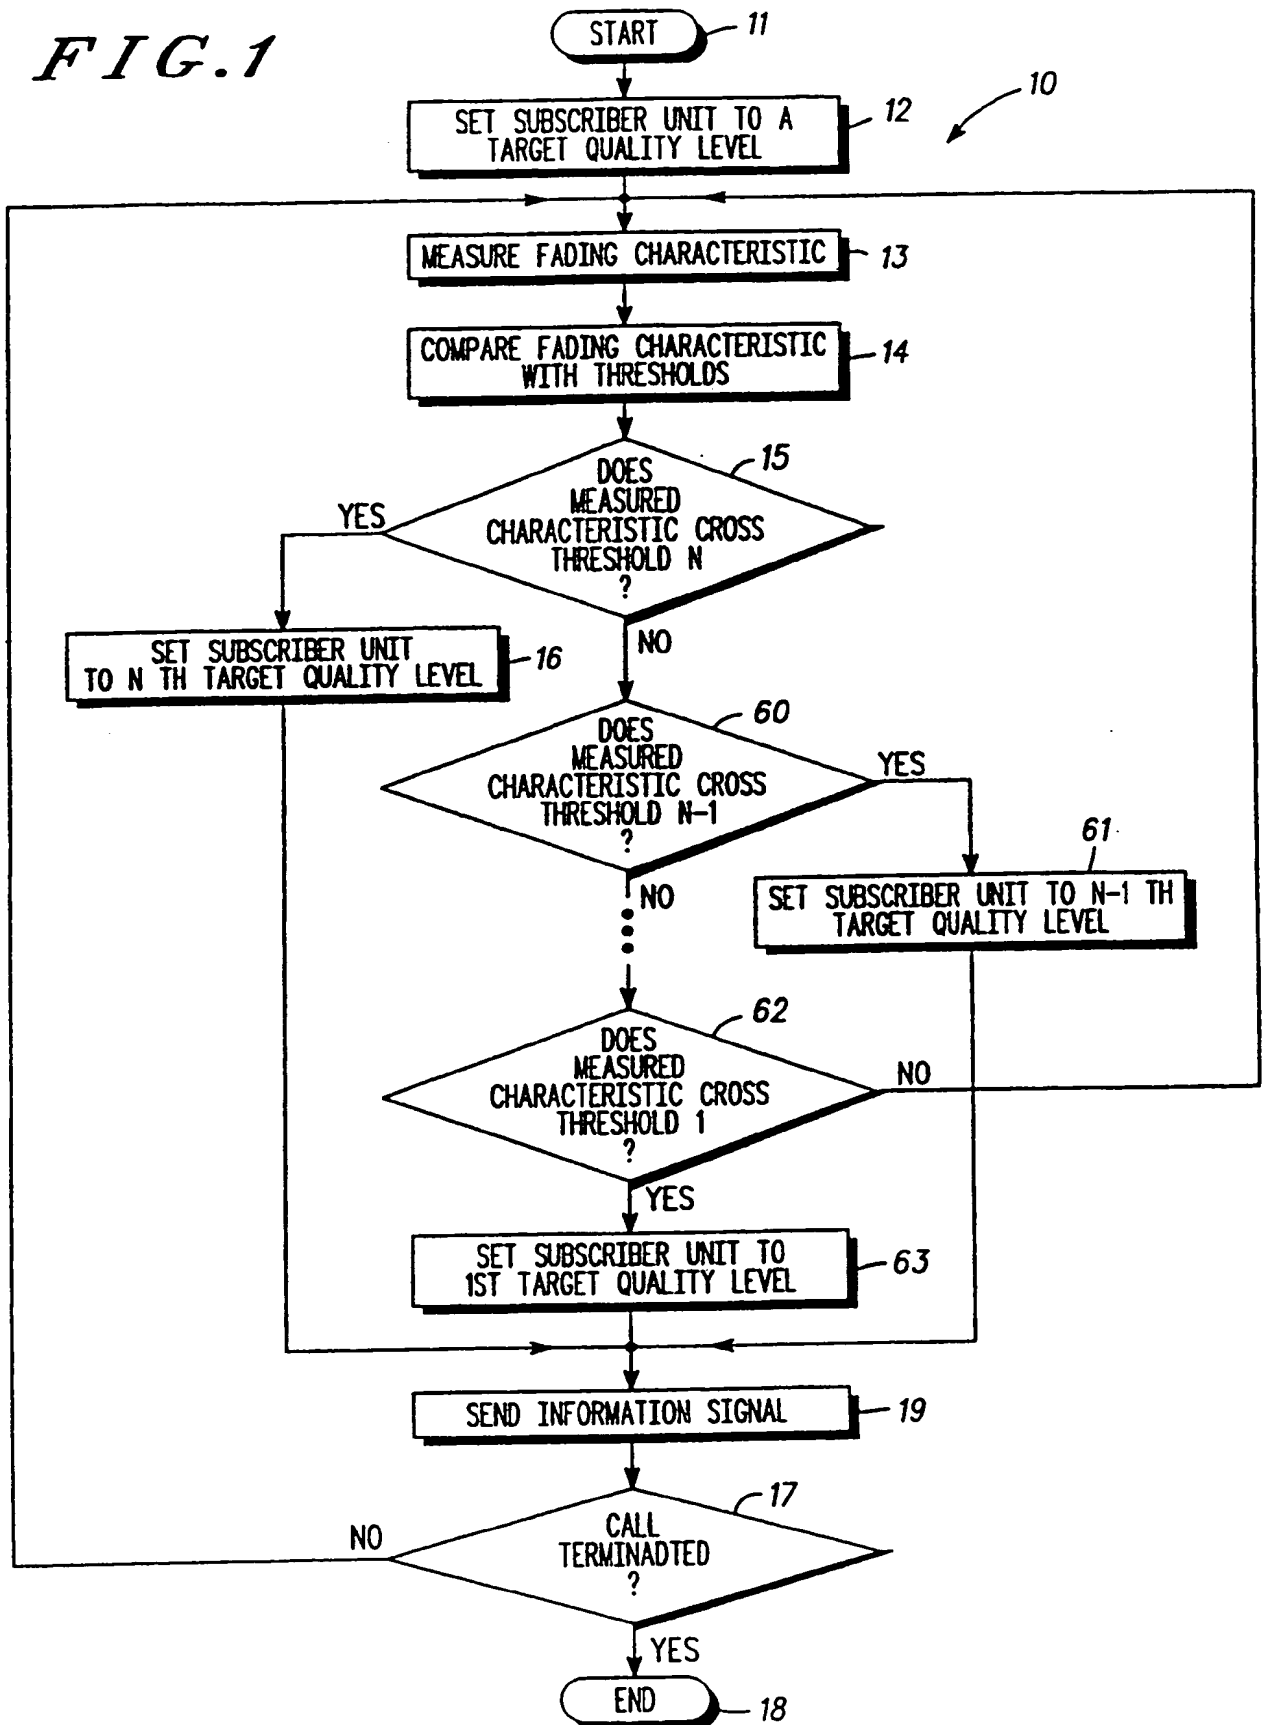 FIG.1
START
11
10
SET SUBSCRIBER UNIT TO A
TARGET QUALITY LEVEL
12
MEASURE FADING CHARACTERISTIC
13
COMPARE FADING CHARACTERISTIC
WITH THRESHOLDS
14
DOES
MEASURED
CHARACTERISTIC CROSS
THRESHOLD N
?
15
YES
NO
SET SUBSCRIBER UNIT
TO N TH TARGET QUALITY LEVEL
16
DOES
MEASURED
CHARACTERISTIC CROSS
THRESHOLD N-1
?
60
YES
NO
61
SET SUBSCRIBER UNIT TO N-1 TH
TARGET QUALITY LEVEL
DOES
MEASURED
CHARACTERISTIC CROSS
THRESHOLD 1
?
62
NO
YES
SET SUBSCRIBER UNIT TO
1ST TARGET QUALITY LEVEL
63
SEND INFORMATION SIGNAL
19
CALL
TERMINADTED
?
17
NO
YES
END
18